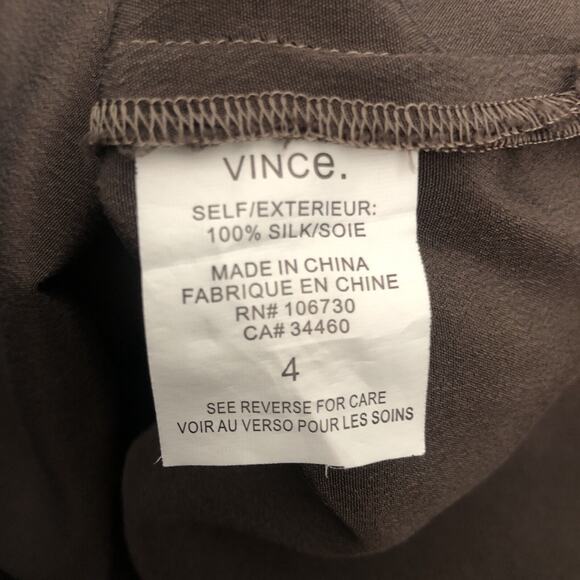 VINCe.
SELF/EXTERIEUR:
100% SILK/SOIE
MADE IN CHINA
FABRIQUE EN CHINE
RN# 106730
CA# 34460
4
SEE REVERSE FOR CARE
VOIR AU VERSO POUR LES SOINS